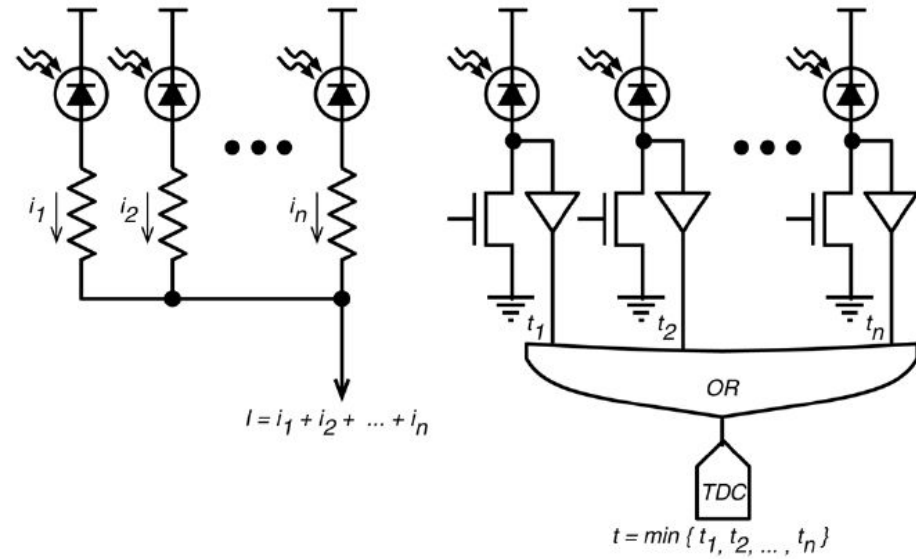 i1 i2 in
t1 t2 tn
OR
I = i1 + i2 + ... + in
TDC
t = min { t1, t2, ... , tn }